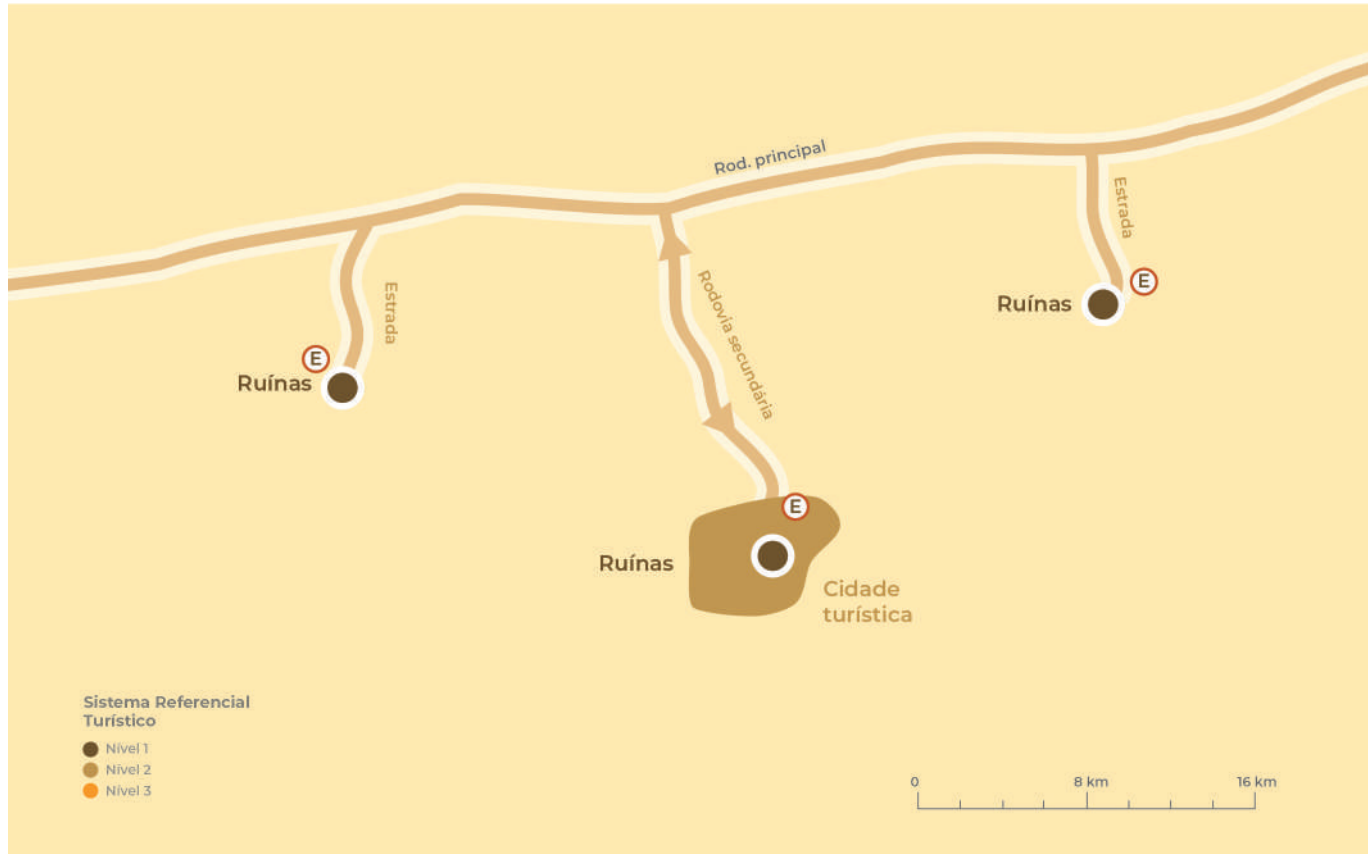 Rod. principal
Estrada
E
Ruínas
Estrada
E
Ruínas
Rodovia secundária
E
Ruínas
Cidade
turística
Sistema Referencial
Turístico
Nível 1
Nível 2
Nível 3
0
8 km
16 km